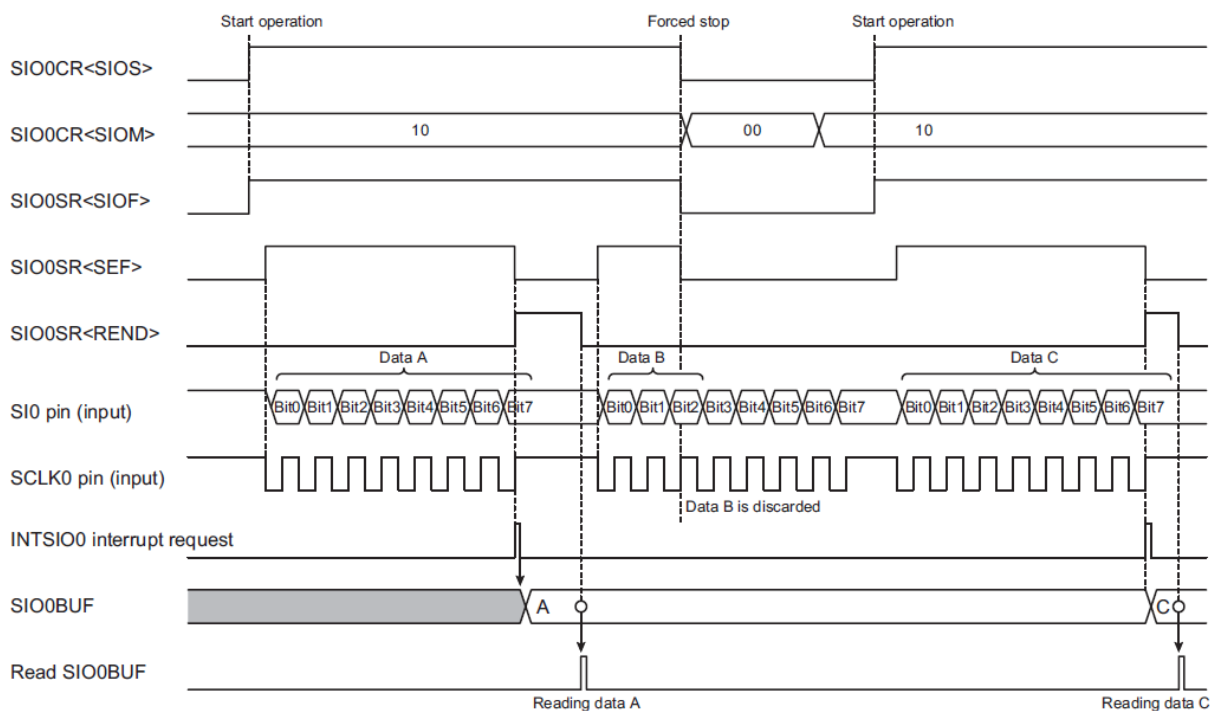 Start operation Forced stop Start operation
SIO0CR<SIOS>
SIO0CR<SIOM> 10 00 10
SIO0SR<SIOF>
SIO0SR<SEF>
SIO0SR<REND>
Data A Data B Data C
SI0 pin (input) Bit0 Bit1 Bit2 Bit3 Bit4 Bit5 Bit6 Bit7 Bit0 Bit1 Bit2 Bit3 Bit4 Bit5 Bit6 Bit7 Bit0 Bit1 Bit2 Bit3 Bit4 Bit5 Bit6 Bit7
SCLK0 pin (input)
Data B is discarded
INTSIO0 interrupt request
SIO0BUF A C
Read SIO0BUF
Reading data A Reading data C